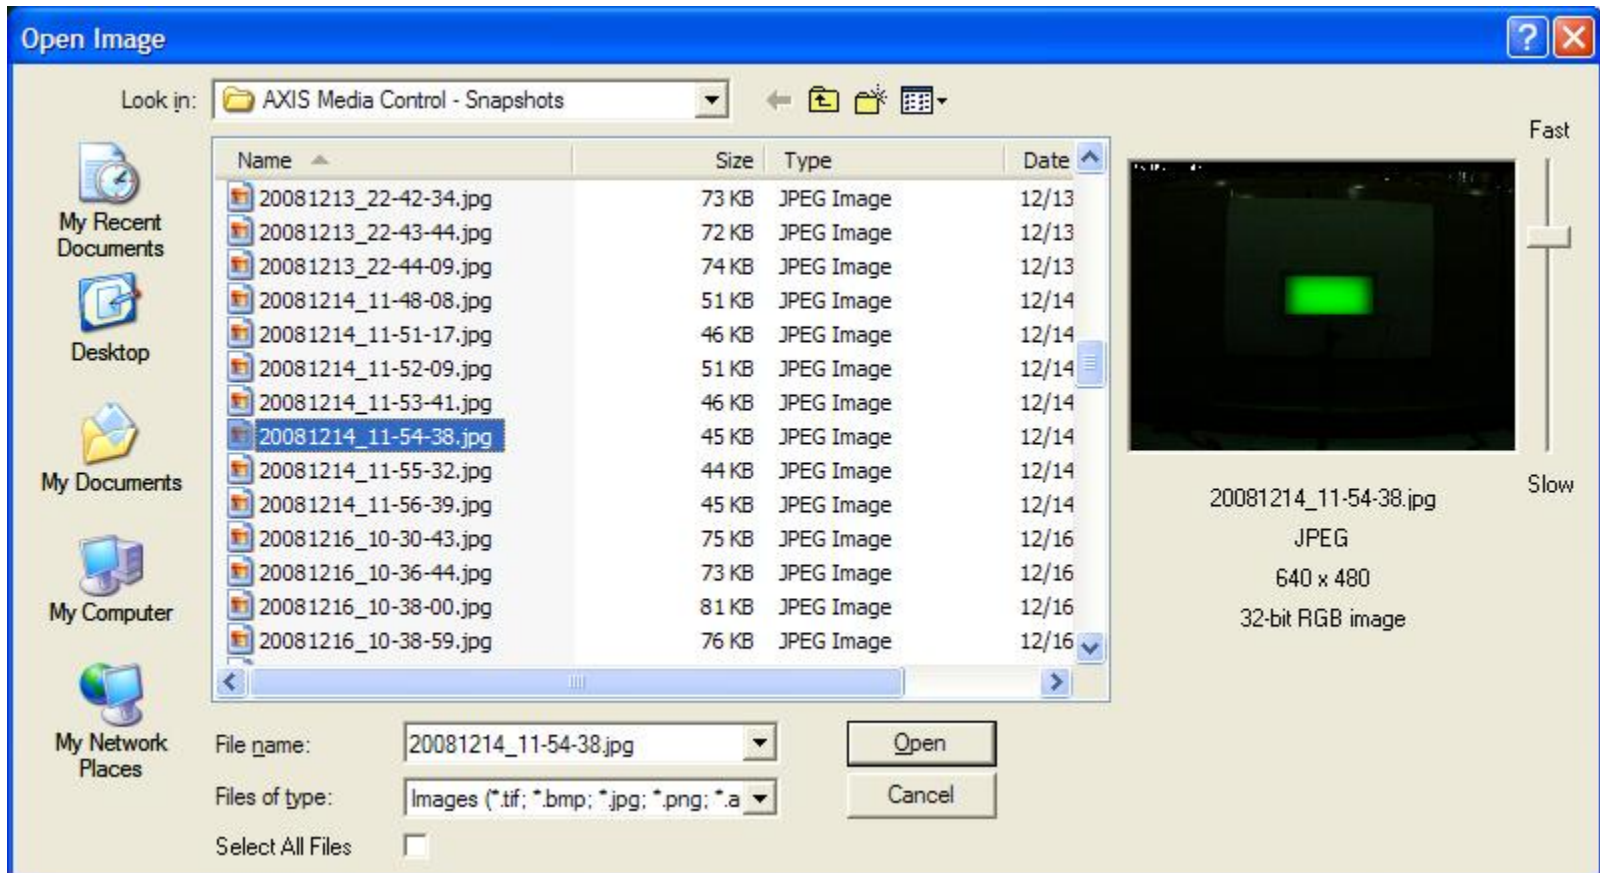 Open Image
Look in: AXIS Media Control - Snapshots
Fast
Name Size Type Date
20081213_22-42-34.jpg 73 KB JPEG Image 12/13
20081213_22-43-44.jpg 72 KB JPEG Image 12/13
20081213_22-44-09.jpg 74 KB JPEG Image 12/13
20081214_11-48-08.jpg 51 KB JPEG Image 12/14
20081214_11-51-17.jpg 46 KB JPEG Image 12/14
20081214_11-52-09.jpg 51 KB JPEG Image 12/14
20081214_11-53-41.jpg 46 KB JPEG Image 12/14
20081214_11-54-38.jpg 45 KB JPEG Image 12/14
20081214_11-55-32.jpg 44 KB JPEG Image 12/14
20081214_11-56-39.jpg 45 KB JPEG Image 12/14
20081216_10-30-43.jpg 75 KB JPEG Image 12/16
20081216_10-36-44.jpg 73 KB JPEG Image 12/16
20081216_10-38-00.jpg 81 KB JPEG Image 12/16
20081216_10-38-59.jpg 76 KB JPEG Image 12/16
My Recent
Documents
Desktop
My Documents
My Computer
My Network
Places
Slow
20081214_11-54-38.jpg
JPEG
640 x 480
32-bit RGB image
File name: 20081214_11-54-38.jpg Open
Files of type: Images (*.tif; *.bmp; *.jpg; *.png; *.a Cancel
Select All Files